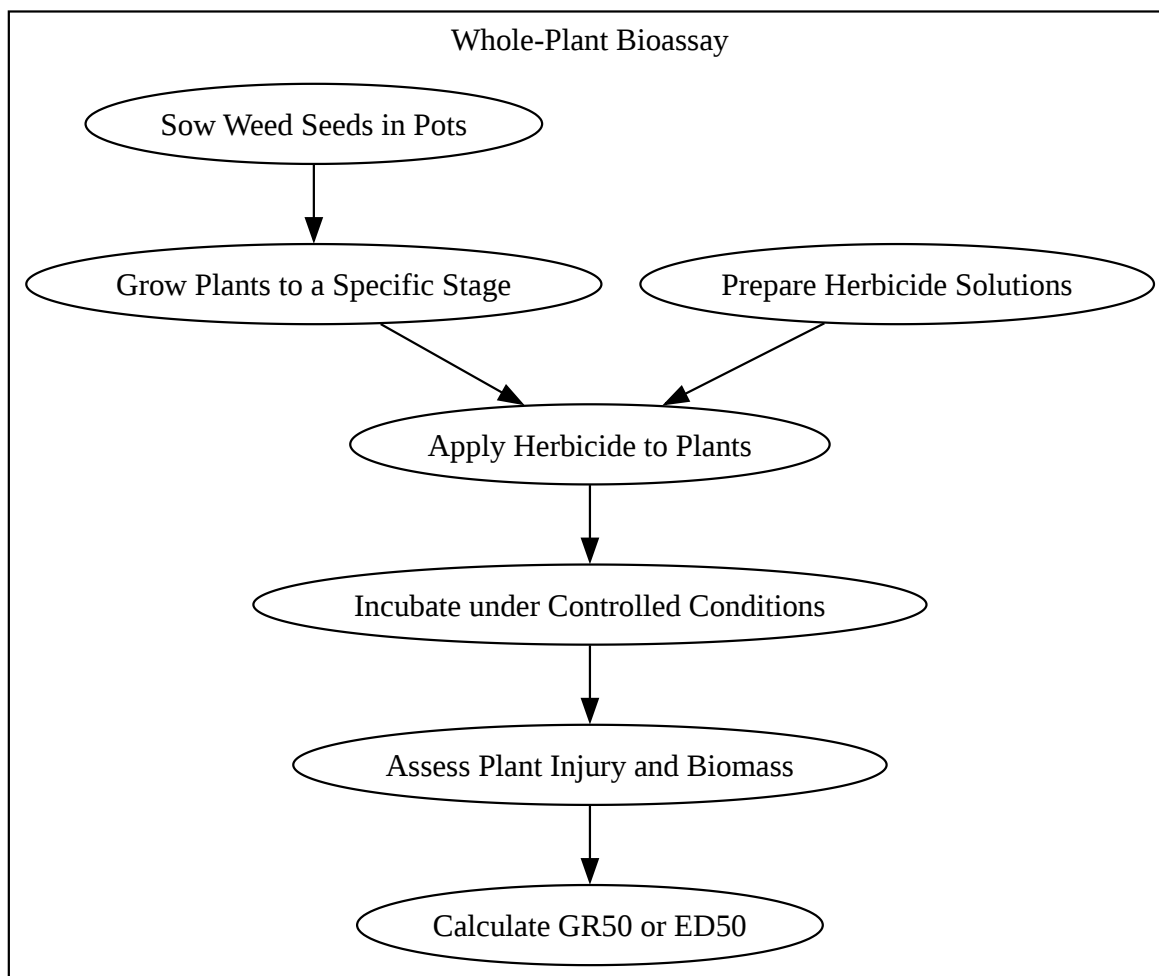 Whole-Plant Bioassay
Sow Weed Seeds in Pots
Grow Plants to a Specific Stage
Prepare Herbicide Solutions
Apply Herbicide to Plants
Incubate under Controlled Conditions
Assess Plant Injury and Biomass
Calculate GR50 or ED50